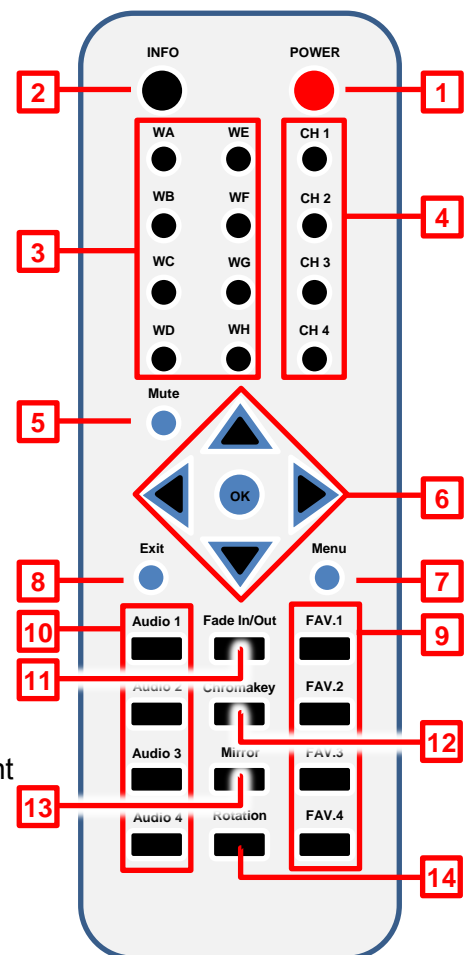 INFO POWER
2 1
WA WE CH 1
WB WF CH 2
3 4
WC WG CH 3
WD WH CH 4
Mute
5
OK 6
Exit Menu
8 7
10 Audio 1 Fade In/Out FAV.1 9
11
Audio 2 Chromakey FAV.2
12
Audio 3 Mirror FAV.3
nt
13
Audio 4 Rotation FAV.4
14